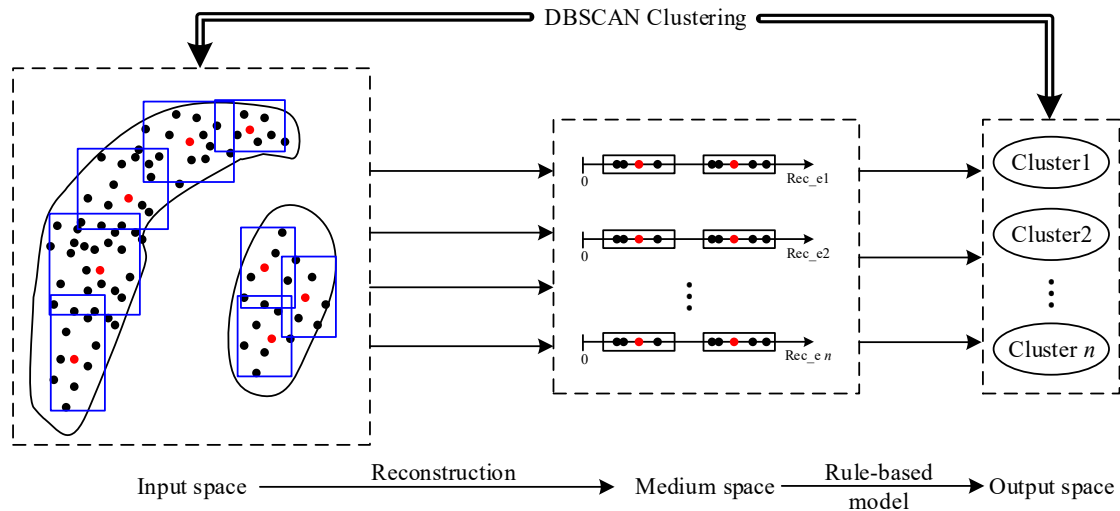 DBSCAN Clustering
0
Rec_e1
0
Rec_e2
0
Rec_e n
Cluster1
Cluster2
Cluster n
Input space
Reconstruction
Medium space
Rule-based
model
Output space